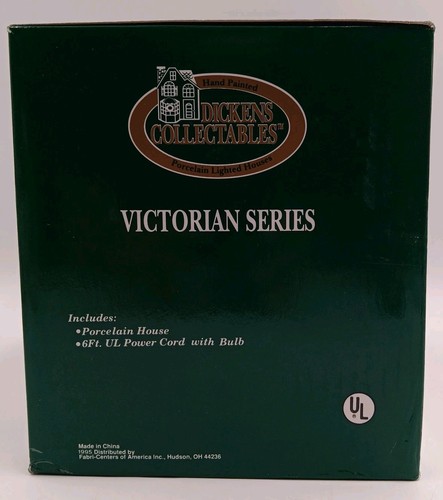 Hand Painted
DICKENS
COLLECTABLES™
Porcelain Lighted Houses
VICTORIAN SERIES
Includes:
•Porcelain House
•6Ft. UL Power Cord with Bulb
UL
®
Made in China
1995 Distributed by
Fabri-Centers of America Inc., Hudson, OH 44236